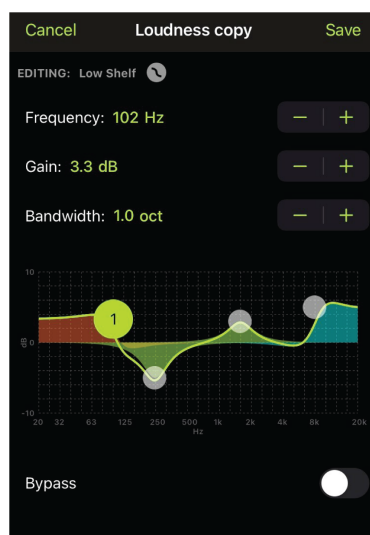 Cancel Loudness copy Save
EDITING: Low Shelf
Frequency: 102 Hz − +
Gain: 3.3 dB − +
Bandwidth: 1.0 oct − +
10
1
dB 0
-10
20 32 63 125 250 500 1k 2k 4k 8k 20k
Hz
Bypass